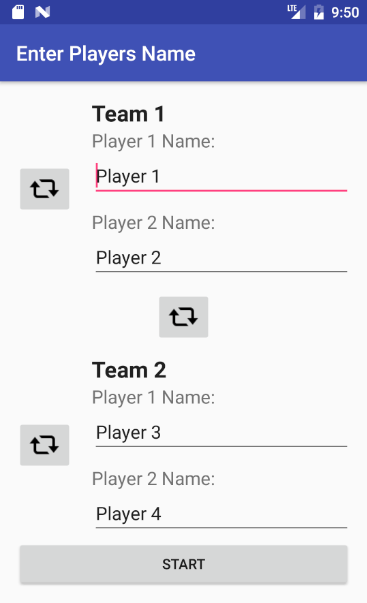 LTE 9:50
Enter Players Name
Team 1
Player 1 Name:
Player 1
Player 2 Name:
Player 2
Team 2
Player 1 Name:
Player 3
Player 2 Name:
Player 4
START